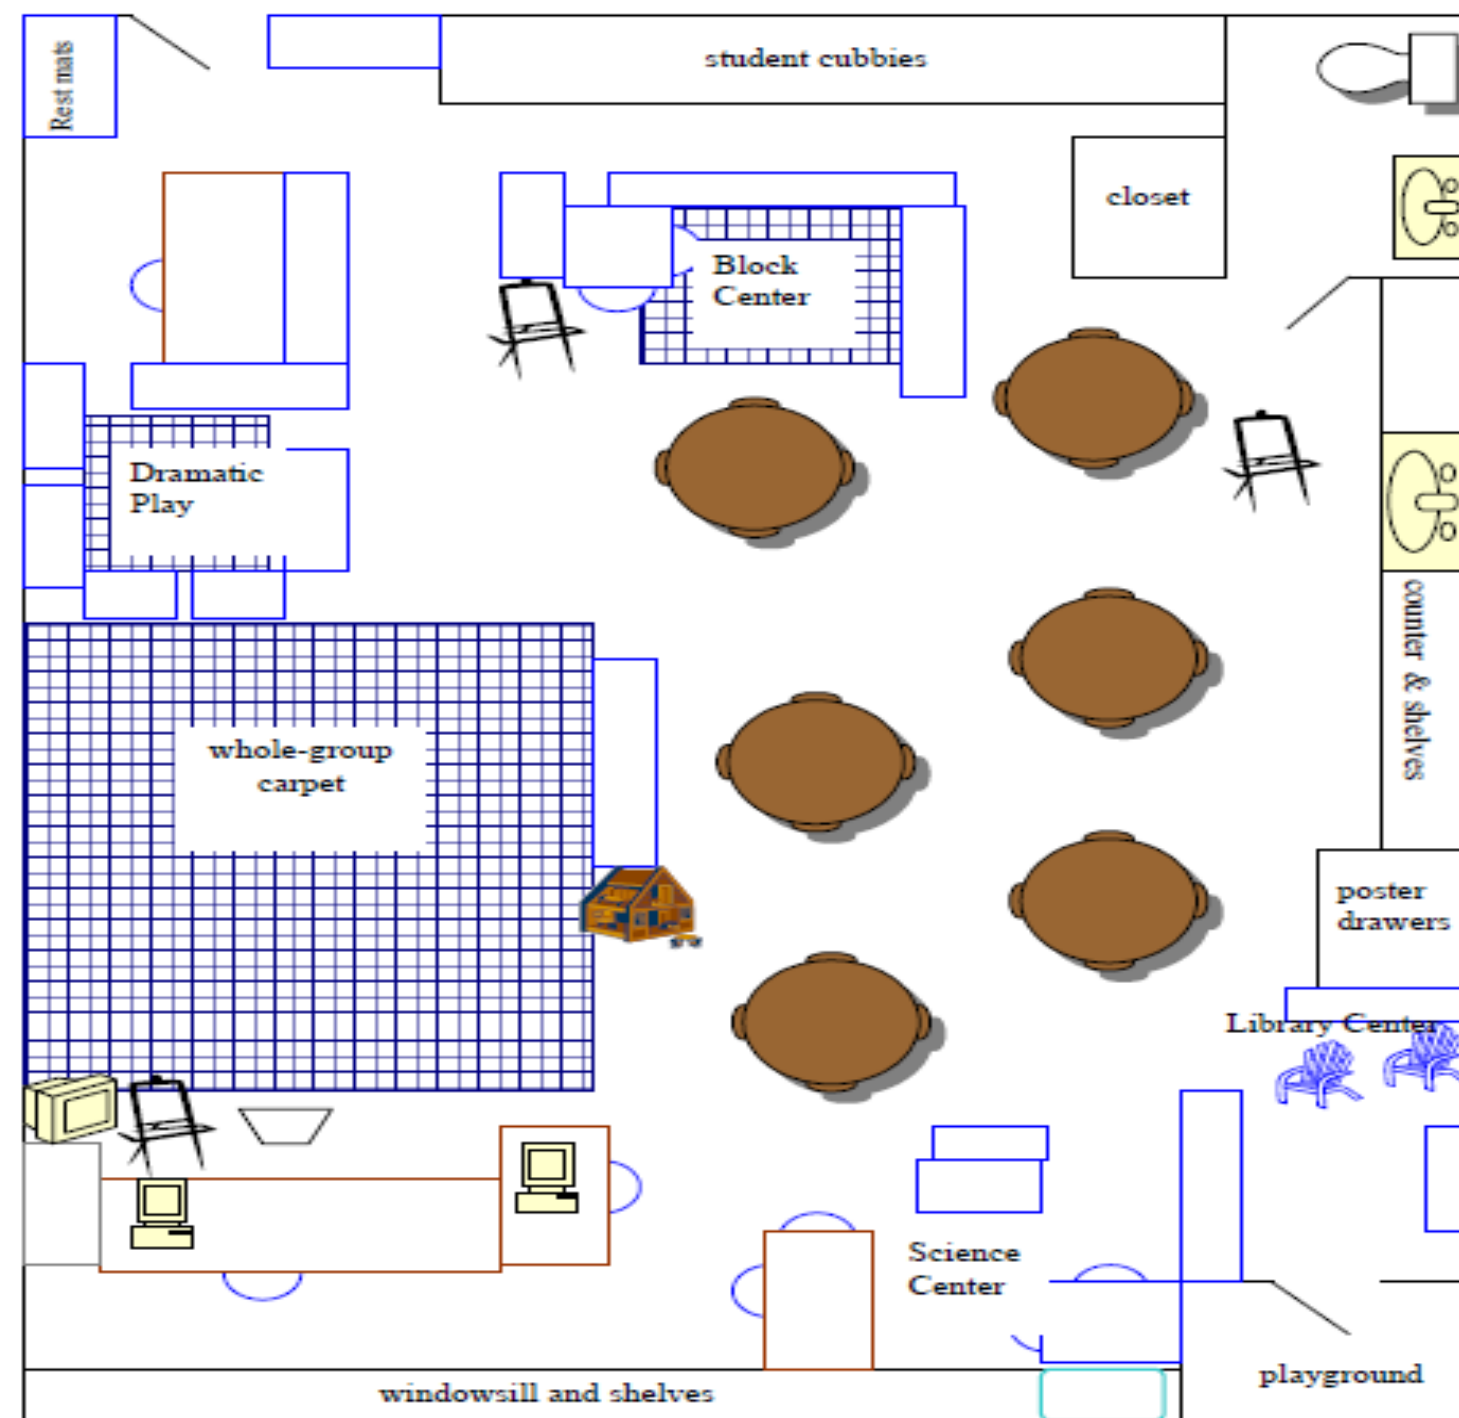 Rest mats
student cubbies
closet
Block
Center
Dramatic
Play
counter & shelves
whole-group
carpet
poster
drawers
Library Center
Science
Center
playground
windowsill and shelves